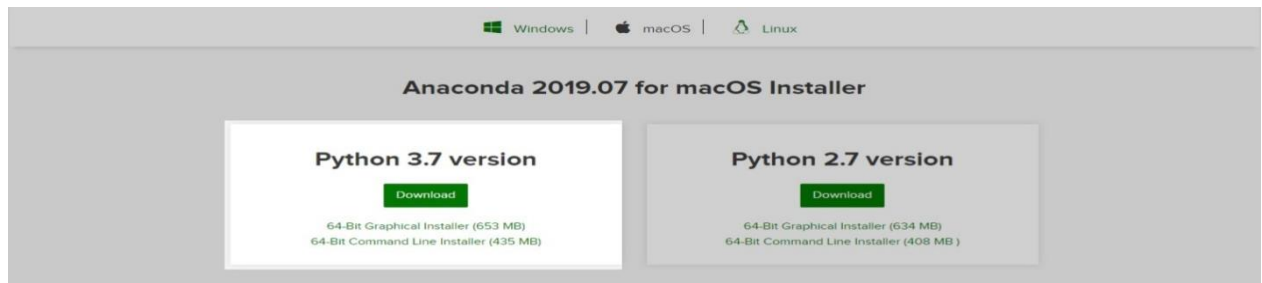 Windows | macOS | Linux
Anaconda 2019.07 for macOS Installer
Python 3.7 version
Download
64-Bit Graphical Installer (653 MB)
64-Bit Command Line Installer (435 MB)
Python 2.7 version
Download
64-Bit Graphical Installer (634 MB)
64-Bit Command Line Installer (408 MB )